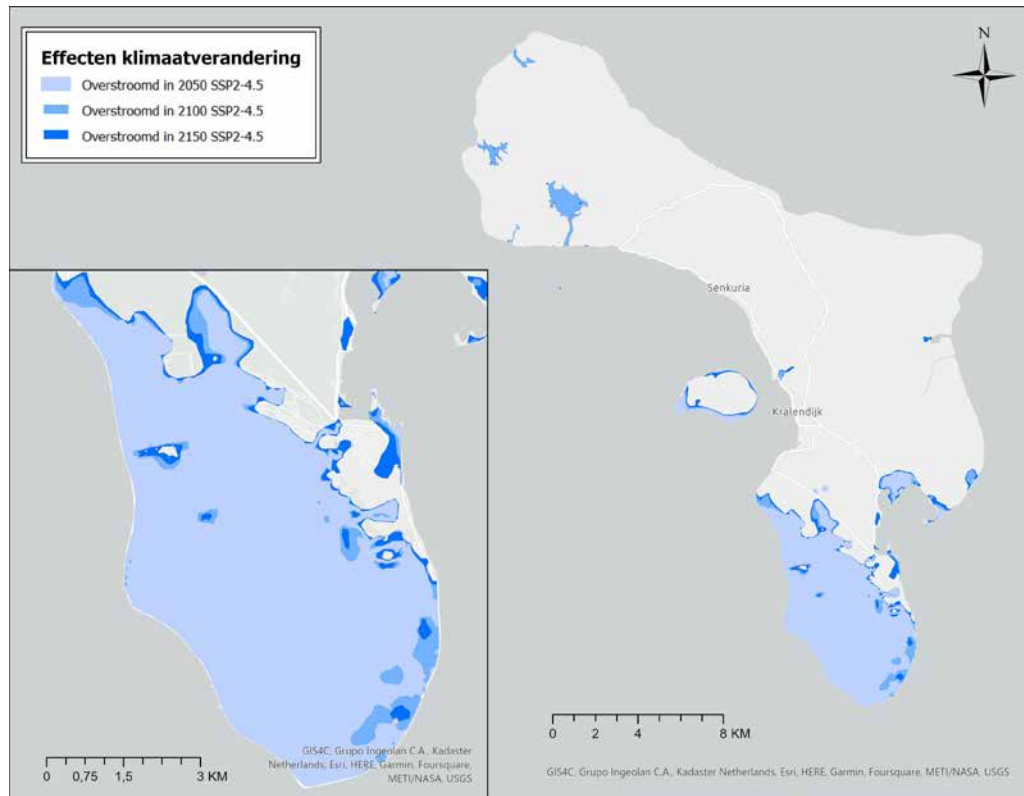 Effecten klimaatverandering
Overstroomd in 2050 SSP2-4.5
Overstroomd in 2100 SSP2-4.5
Overstroomd in 2150 SSP2-4.5
N
Senkuria
Kralendijk
GIS4C, Grupo Ingeolan C.A., Kadaster
Netherlands, Esri, HERE, Garmin, Foursquare,
METI/NASA, USGS
0 0,75 1,5 3 KM
0 2 4 8 KM
GIS4C, Grupo Ingeolan C.A., Kadaster Netherlands, Esri, HERE, Garmin, Foursquare, METI/NASA, USGS